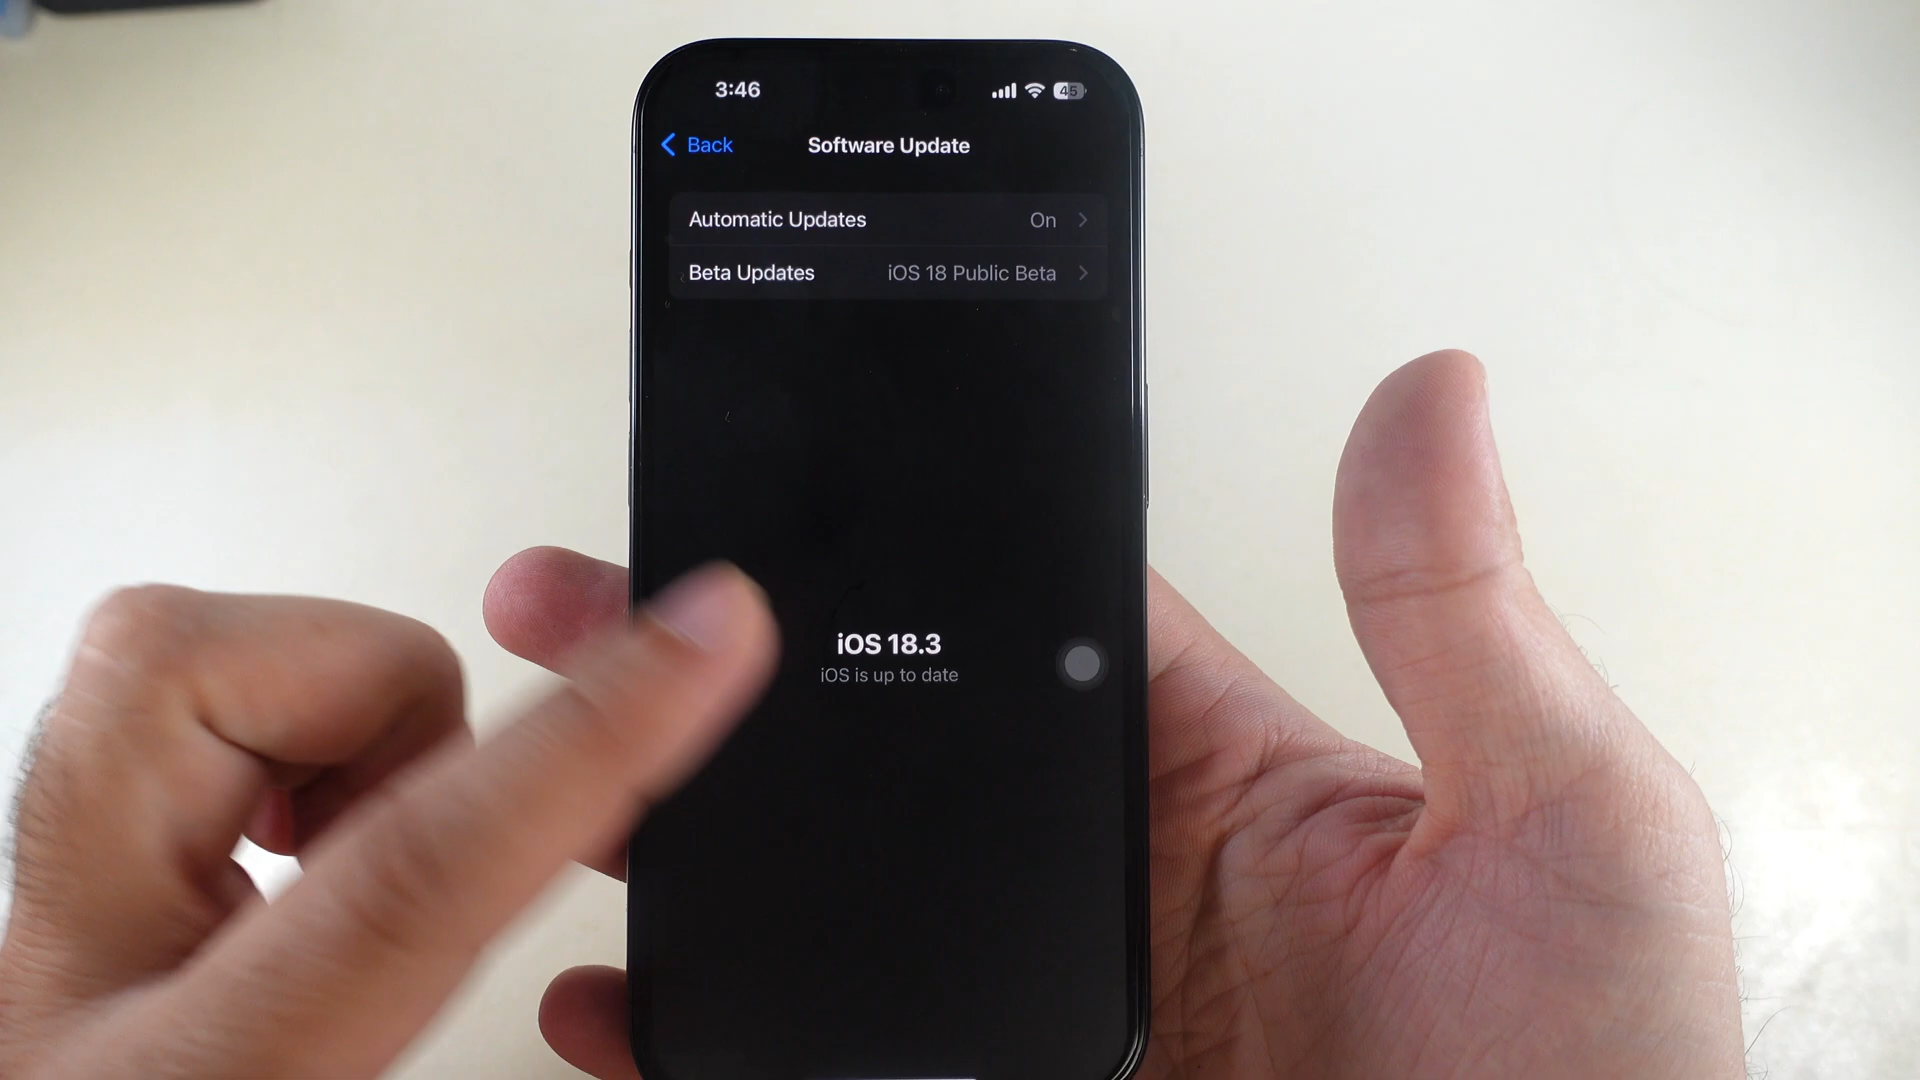 3:46
45
Back
Software Update
Automatic Updates On
Beta Updates iOS 18 Public Beta
iOS 18.3
iOS is up to date